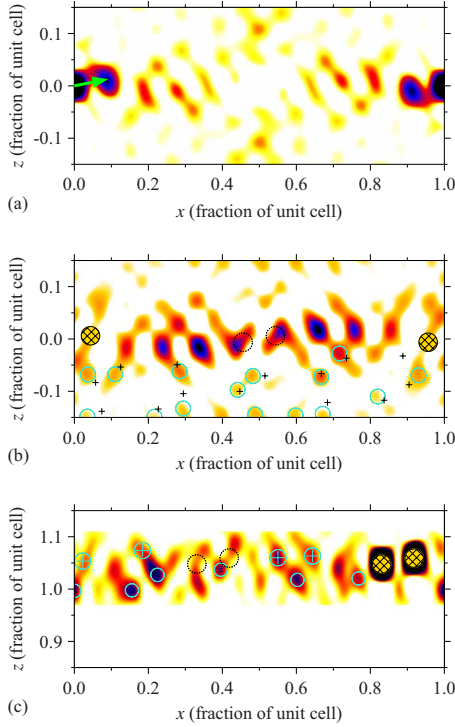 z (fraction of unit cell)
0.1
0.0
-0.1
0.0 0.2 0.4 0.6 0.8 1.0
(a)
x (fraction of unit cell)
z (fraction of unit cell)
0.1
0.0
-0.1
0.0 0.2 0.4 0.6 0.8 1.0
(b)
x (fraction of unit cell)
z (fraction of unit cell)
1.1
1.0
0.9
0.0 0.2 0.4 0.6 0.8 1.0
(c)
x (fraction of unit cell)